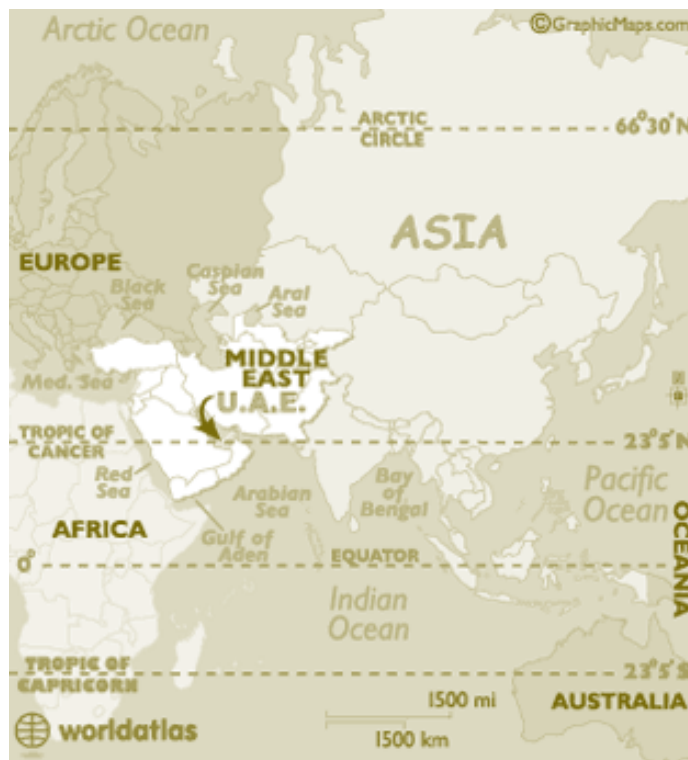 Arctic Ocean
©GraphicMaps.com
ARCTIC
CIRCLE
66°30'N
ASIA
EUROPE
Black
Sea
Caspian
Sea
Aral
Sea
MIDDLE
EAST
Med. Sea
U.A.E.
TROPIC OF
CANCER
23°5'N
Red
Sea
Arabian
Sea
Bay
of
Bengal
Pacific
Ocean
OCEANIA
AFRICA
Gulf of
Aden
0°
EQUATOR
Indian
Ocean
TROPIC OF
CAPRICORN
23°5'S
AUSTRALIA
1500 mi
1500 km
worldatlas